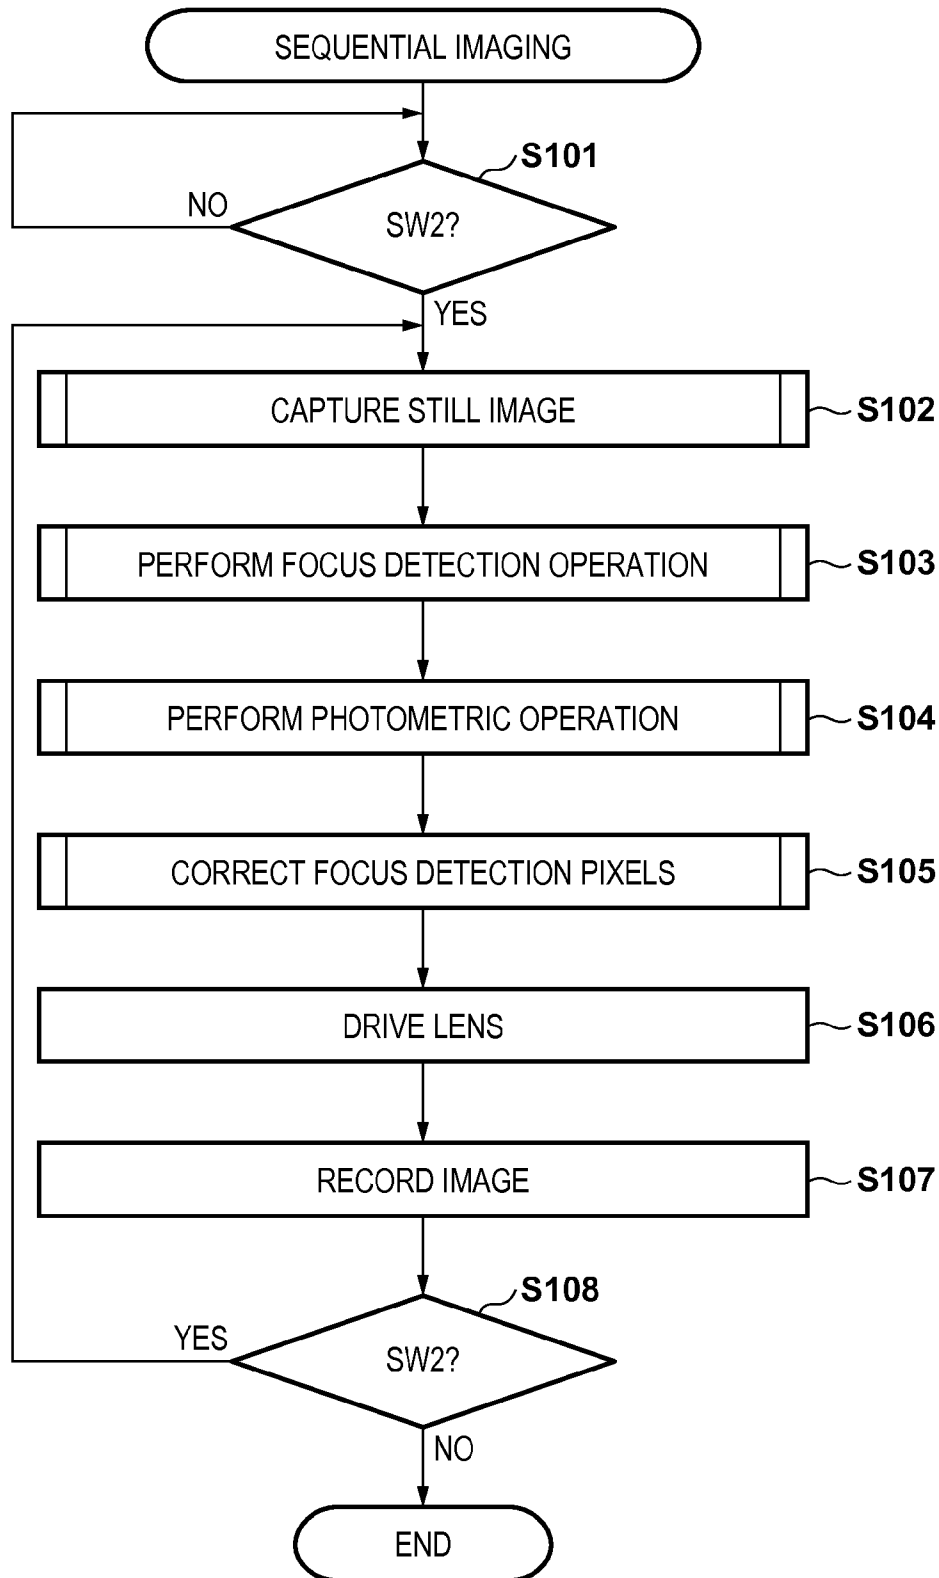 SEQUENTIAL IMAGING
S101
NO
SW2?
YES
CAPTURE STILL IMAGE
S102
PERFORM FOCUS DETECTION OPERATION
S103
PERFORM PHOTOMETRIC OPERATION
S104
CORRECT FOCUS DETECTION PIXELS
S105
DRIVE LENS
S106
RECORD IMAGE
S107
S108
YES
SW2?
NO
END